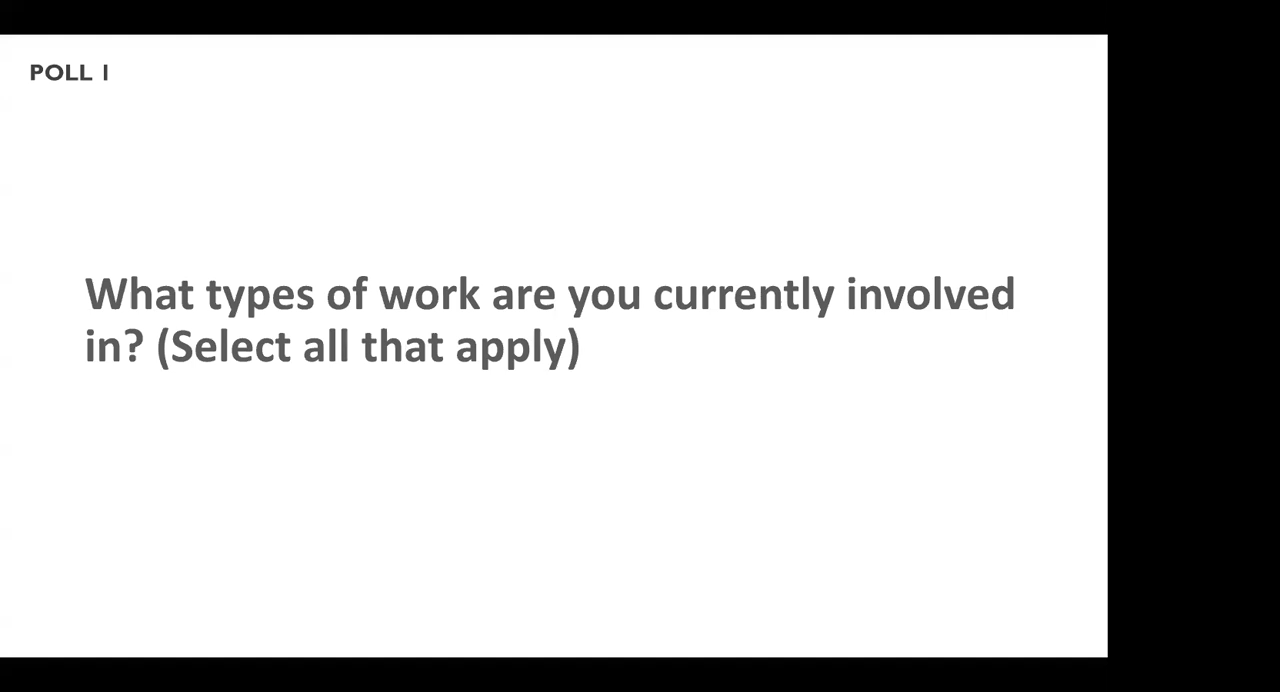 POLL 1
What types of work are you currently involved
in? (Select all that apply)